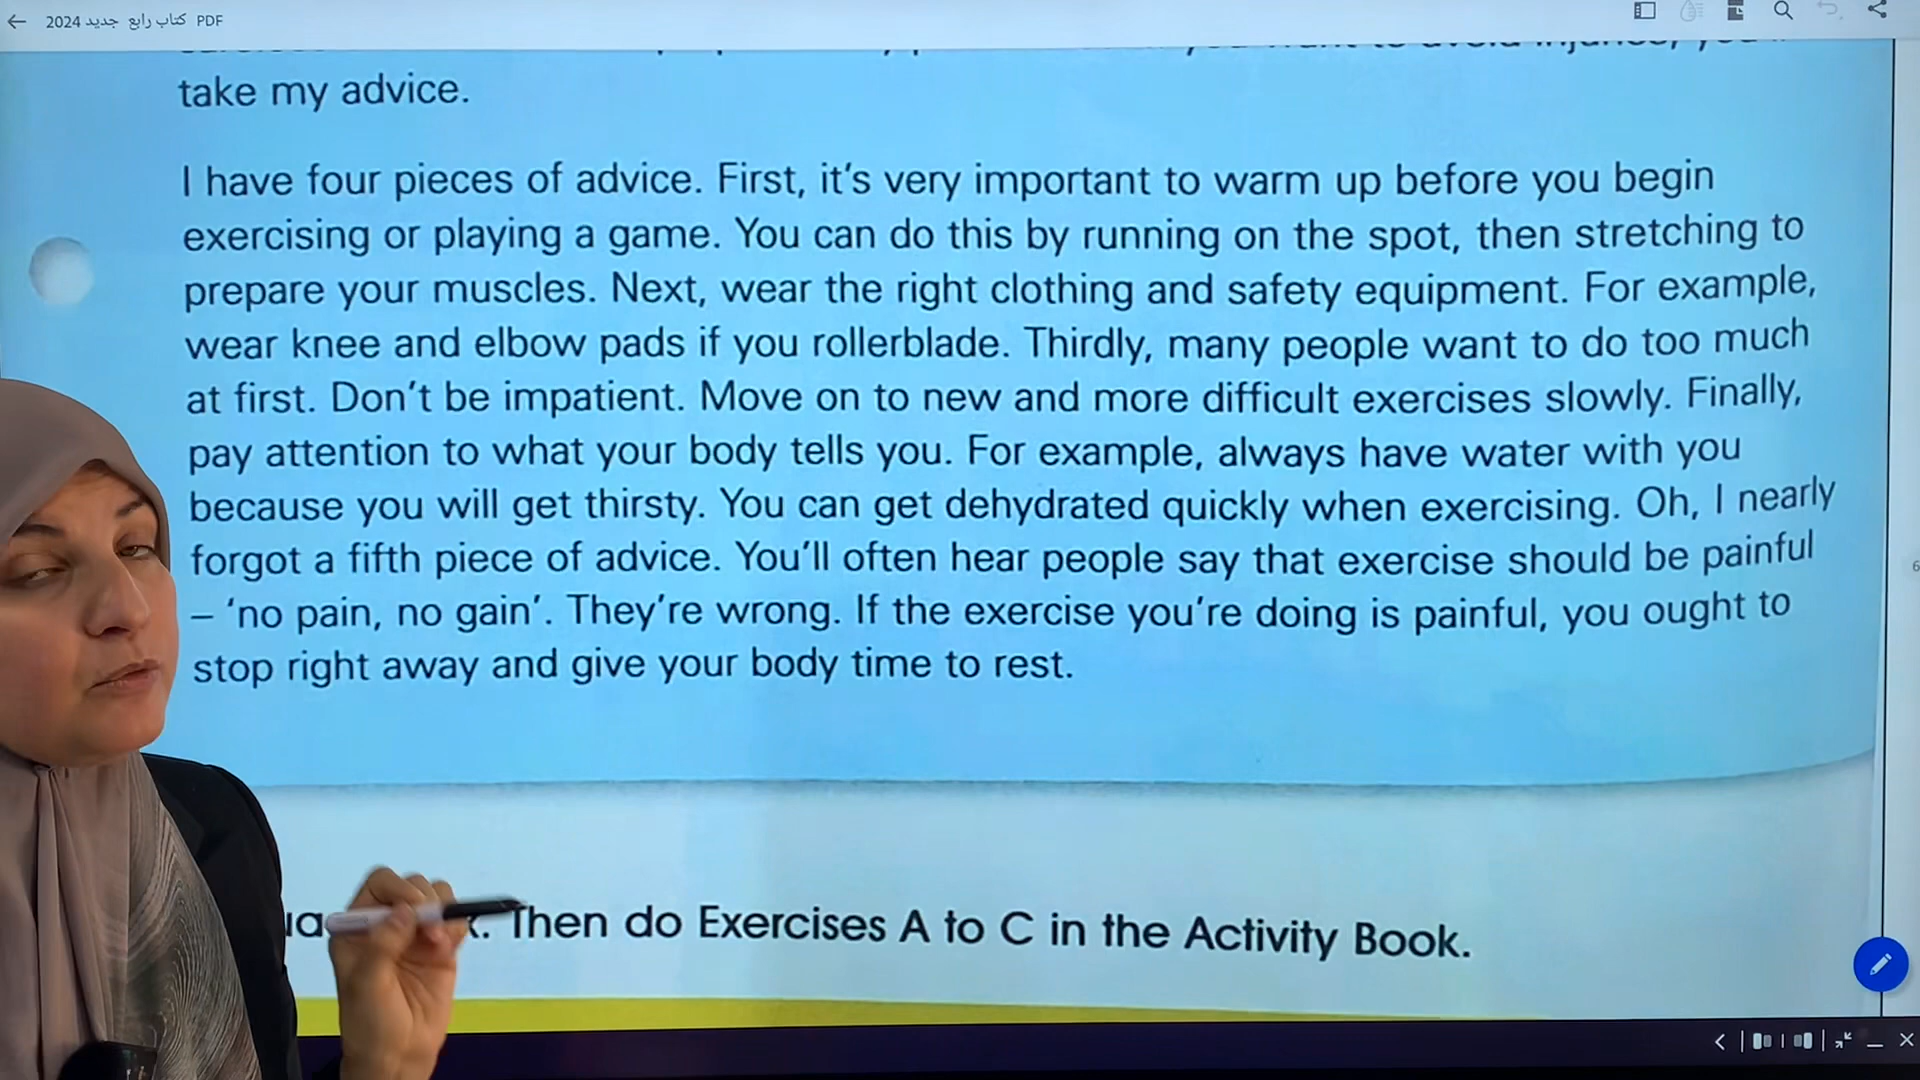 كتاب رابع جديد 2024 PDF
take my advice.
I have four pieces of advice. First, it's very important to warm up before you begin
exercising or playing a game. You can do this by running on the spot, then stretching to
prepare your muscles. Next, wear the right clothing and safety equipment. For example,
wear knee and elbow pads if you rollerblade. Thirdly, many people want to do too much
at first. Don't be impatient. Move on to new and more difficult exercises slowly. Finally,
pay attention to what your body tells you. For example, always have water with you
because you will get thirsty. You can get dehydrated quickly when exercising. Oh, I nearly
forgot a fifth piece of advice. You'll often hear people say that exercise should be painful
– 'no pain, no gain'. They're wrong. If the exercise you're doing is painful, you ought to
stop right away and give your body time to rest.
Then do Exercises A to C in the Activity Book.